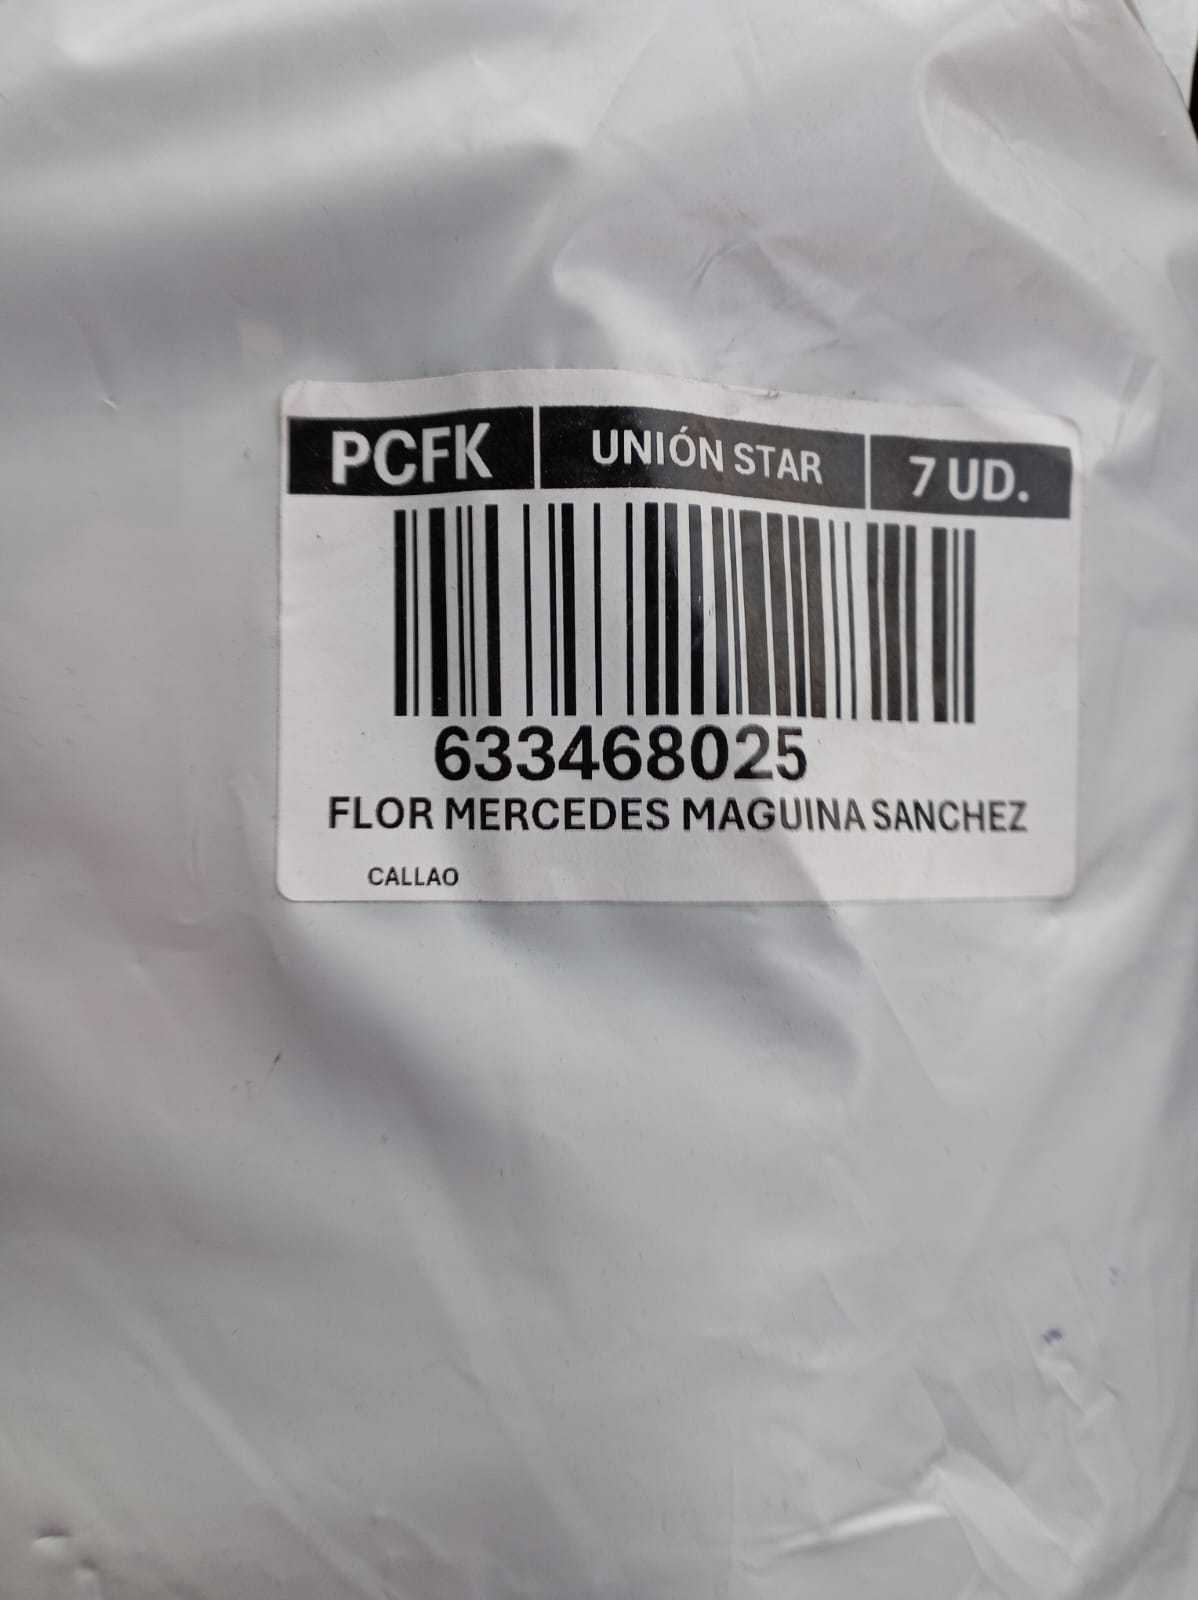 PCFK UNIÓN STAR 7 UD.
633468025
FLOR MERCEDES MAGUINA SANCHEZ
CALLAO